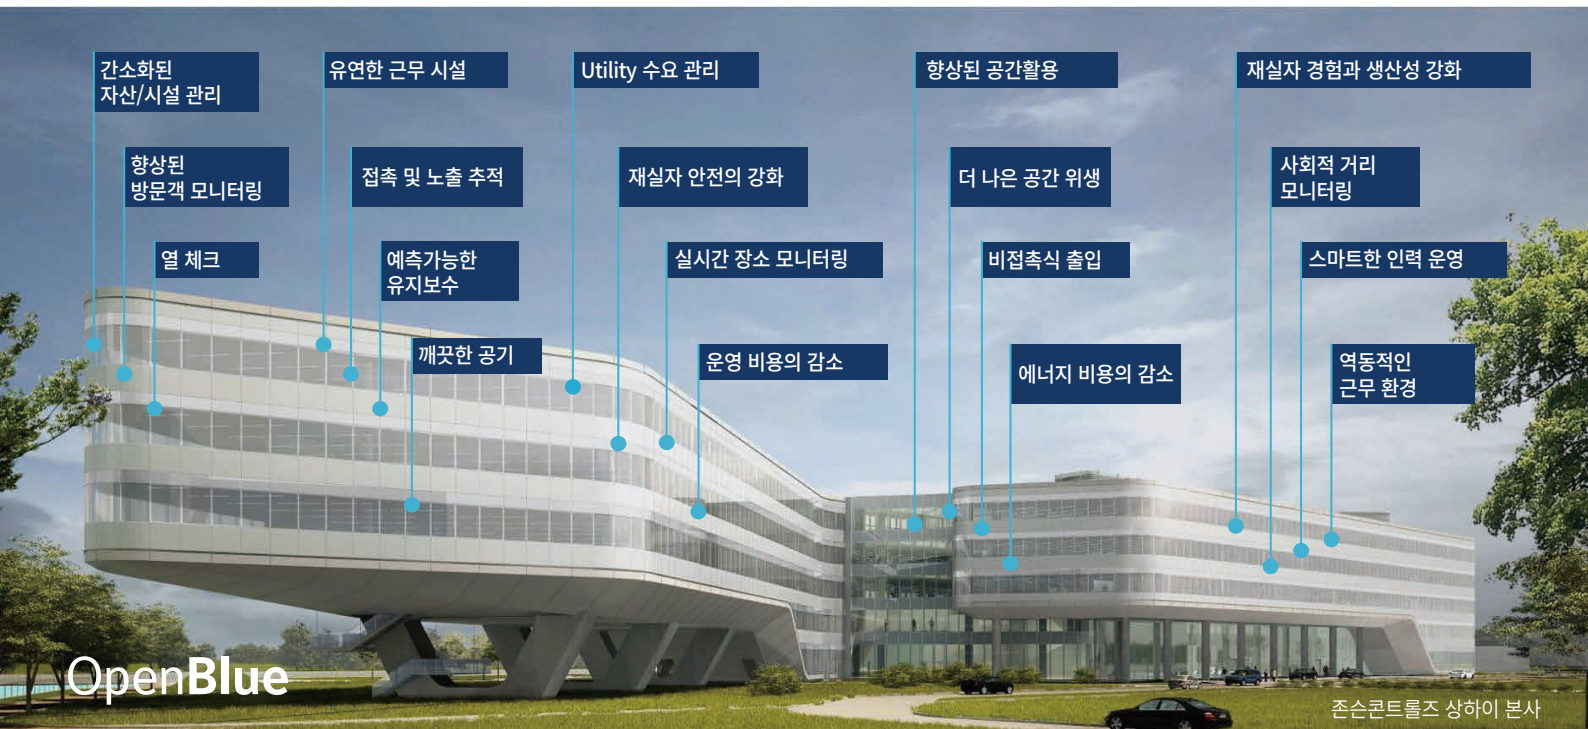 간소화된
자산/시설 관리
유연한 근무 시설
Utility 수요 관리
향상된 공간활용
재실자 경험과 생산성 강화
향상된
방문객 모니터링
접촉 및 노출 추적
재실자 안전의 강화
더 나은 공간 위생
사회적 거리
모니터링
열 체크
예측가능한
유지보수
실시간 장소 모니터링
비접촉식 출입
스마트한 인력 운영
깨끗한 공기
운영 비용의 감소
에너지 비용의 감소
역동적인
근무 환경
OpenBlue
존슨콘트롤즈 상하이 본사